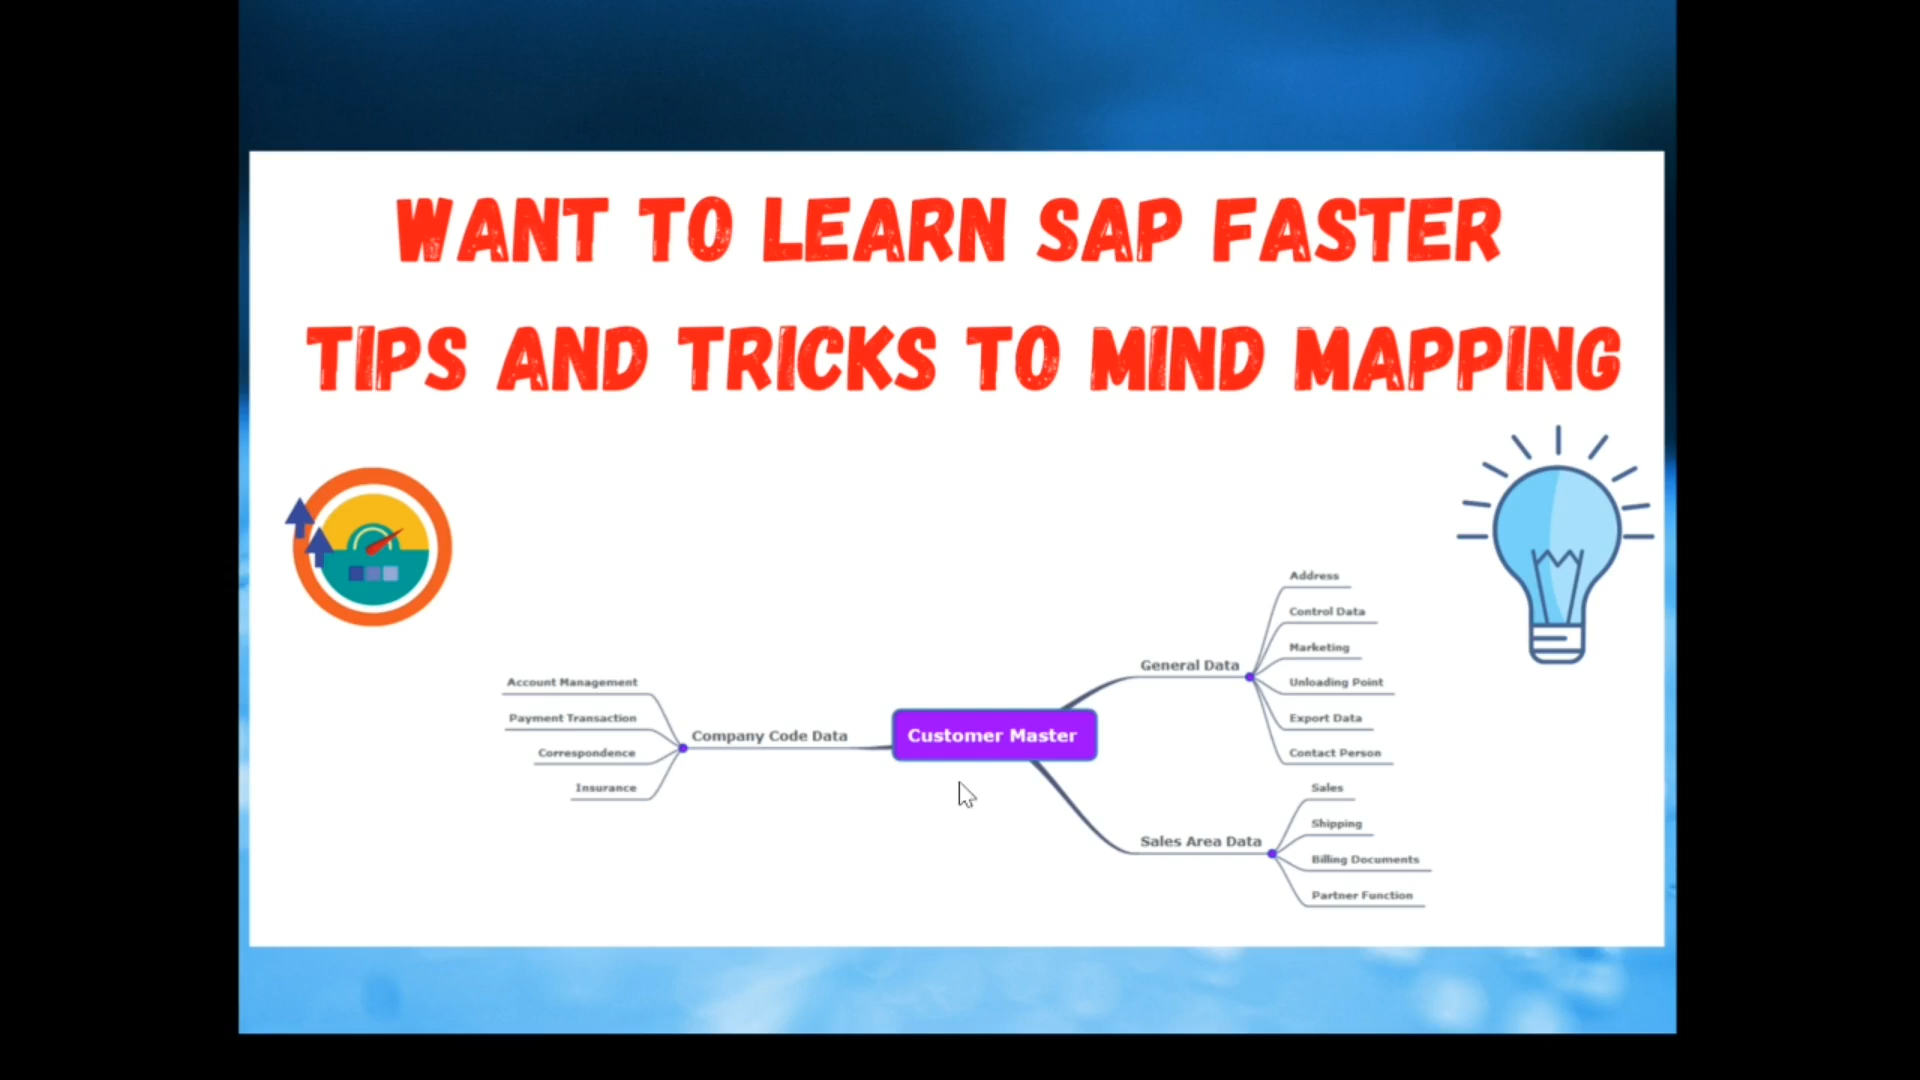 WANT TO LEARN SAP FASTER
TIPS AND TRICKS TO MIND MAPPING
Customer Master
Company Code Data
Account Management
Payment Transaction
Correspondence
Insurance
General Data
Address
Control Data
Marketing
Unloading Point
Export Data
Contact Person
Sales Area Data
Sales
Shipping
Billing Documents
Partner Function